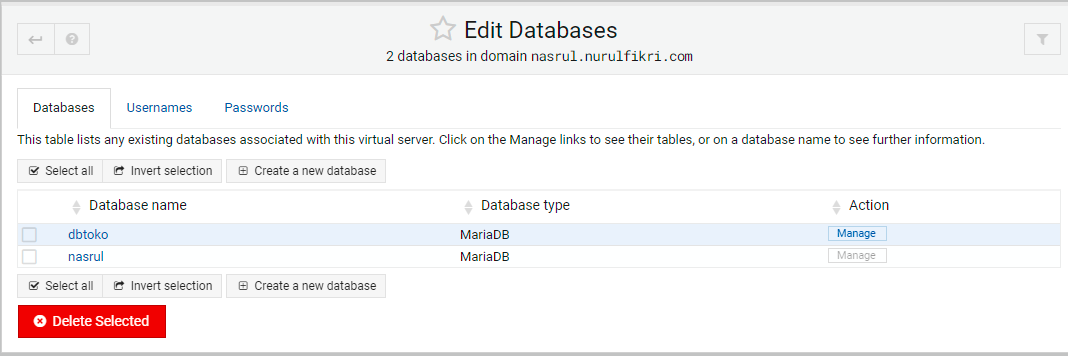 Edit Databases
2 databases in domain nasrul.nurulfikri.com
Databases Usernames Passwords
This table lists any existing databases associated with this virtual server. Click on the Manage links to see their tables, or on a database name to see further information.
Select all Invert selection Create a new database
Database name Database type Action
dbtoko MariaDB Manage
nasrul MariaDB Manage
Select all Invert selection Create a new database
Delete Selected